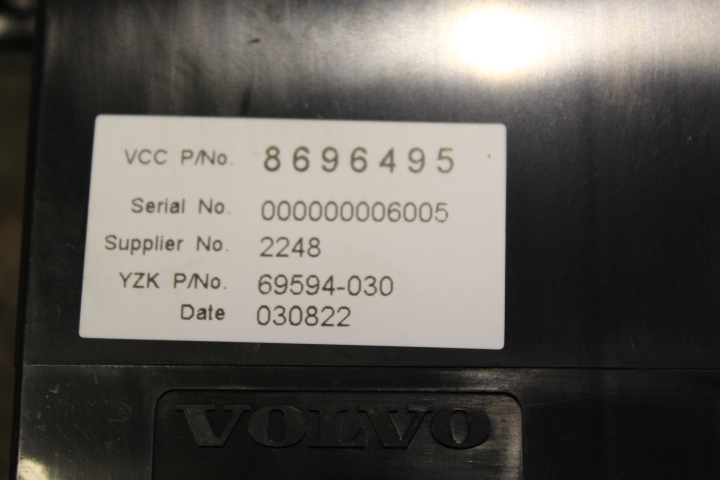 VCC P/No. 8696495
Serial No. 000000006005
Supplier No. 2248
YZK P/No. 69594-030
Date 030822
VOLVO